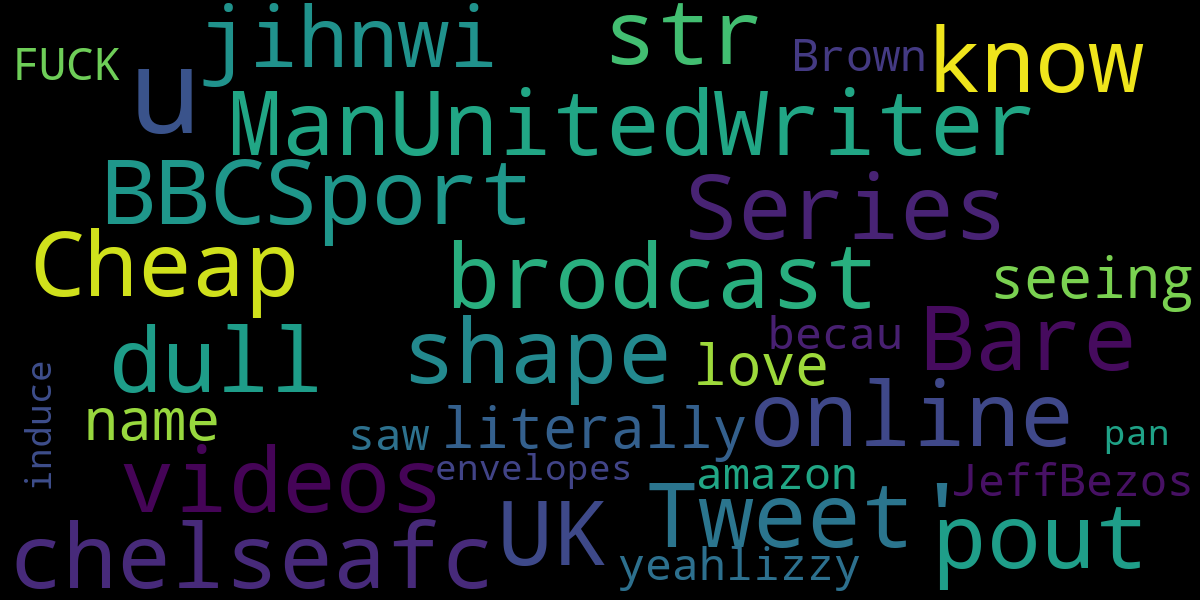 jihnwi str
FUCK Brown know
u
ManUnitedWriter
BBCSport Series
Cheap brodcast seeing
dull shape becau Bare
love
induce name saw literally online pan
videos envelopes amazon JeffBezos
chelseafc UK Tweet' pout
yeahlizzy